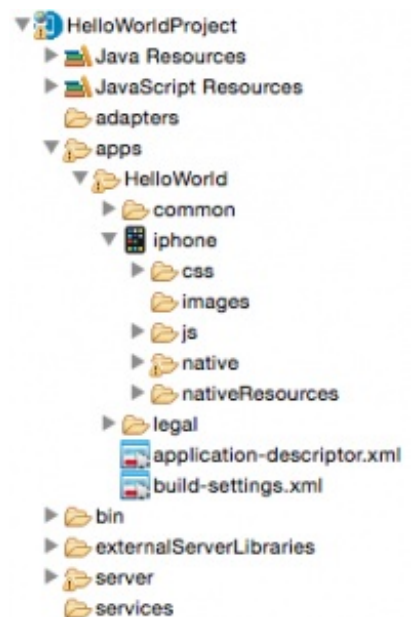 HelloWorldProject
Java Resources
JavaScript Resources
adapters
apps
HelloWorld
common
iphone
css
images
js
native
nativeResources
legal
application-descriptor.xml
build-settings.xml
bin
externalServerLibraries
server
services